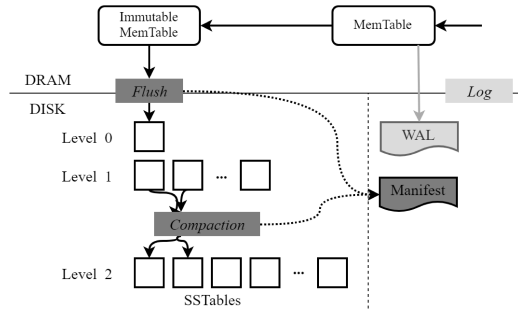 Immutable
MemTable
MemTable
DRAM
Flush
Log
DISK
Level 0
WAL
Level 1
...
Manifest
Compaction
Level 2
...
SSTables